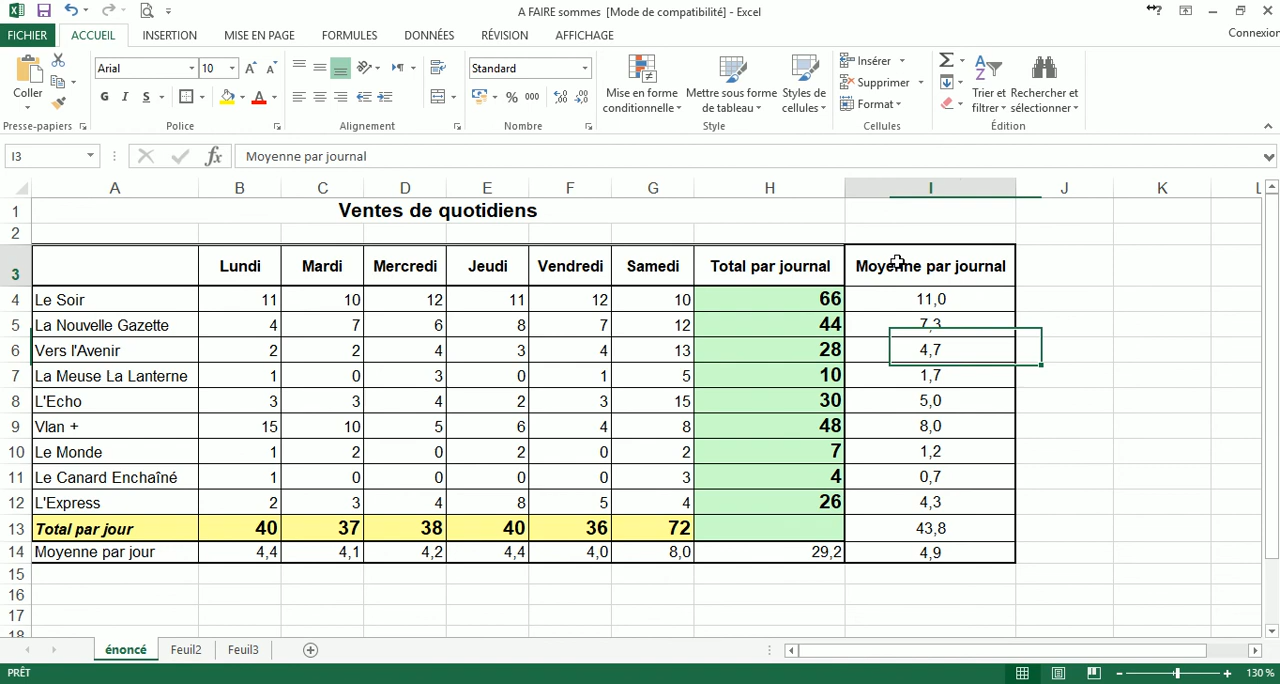 A FAIRE sommes [Mode de compatibilité] - Excel
FICHIER ACCUEIL INSERTION MISE EN PAGE FORMULES DONNÉES RÉVISION AFFICHAGE Connexion
Arial 10 Standard Insérer
Coller Mise en forme Mettre sous forme Styles de Supprimer Trier et Rechercher et
G I S % 000 conditionnelle de tableau cellules Format filtrer sélectionner
Presse-papiers Police Alignement Nombre Style Cellules Édition
I3 fx Moyenne par journal
A B C D E F G H I J K L
1 Ventes de quotidiens
2
3 Lundi Mardi Mercredi Jeudi Vendredi Samedi Total par journal Moyenne par journal
4 Le Soir 11 10 12 11 12 10 66 11,0
5 La Nouvelle Gazette 4 7 6 8 7 12 44 7,3
6 Vers l'Avenir 2 2 4 3 4 13 28 4,7
7 La Meuse La Lanterne 1 0 3 0 1 5 10 1,7
8 L'Echo 3 3 4 2 3 15 30 5,0
9 Vlan + 15 10 5 6 4 8 48 8,0
10 Le Monde 1 2 0 2 0 2 7 1,2
11 Le Canard Enchaîné 1 0 0 0 0 3 4 0,7
12 L'Express 2 3 4 8 5 4 26 4,3
13 Total par jour 40 37 38 40 36 72 43,8
14 Moyenne par jour 4,4 4,1 4,2 4,4 4,0 8,0 29,2 4,9
15
16
17
18
énoncé Feuil2 Feuil3
PRÊT 130 %